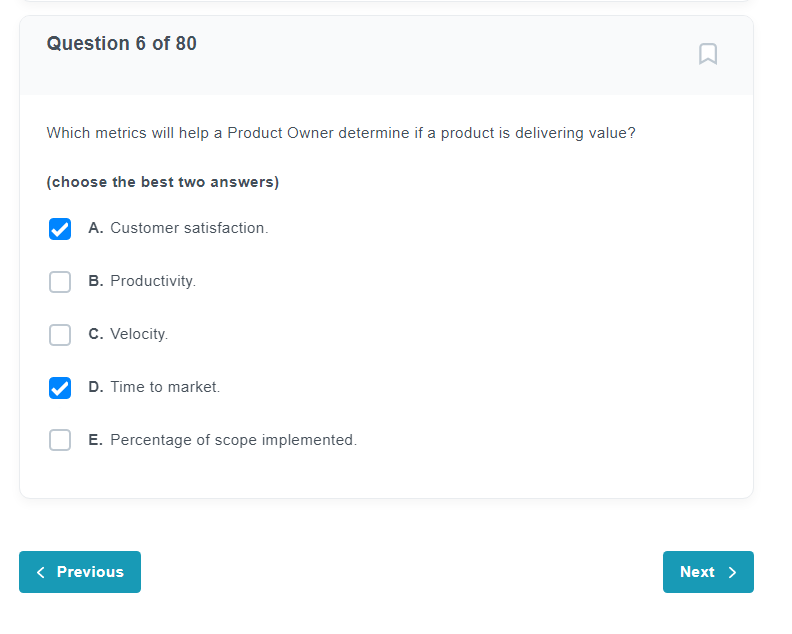 Question 6 of 80
Which metrics will help a Product Owner determine if a product is delivering value?
(choose the best two answers)
A. Customer satisfaction.
B. Productivity.
C. Velocity.
D. Time to market.
E. Percentage of scope implemented.
Previous
Next